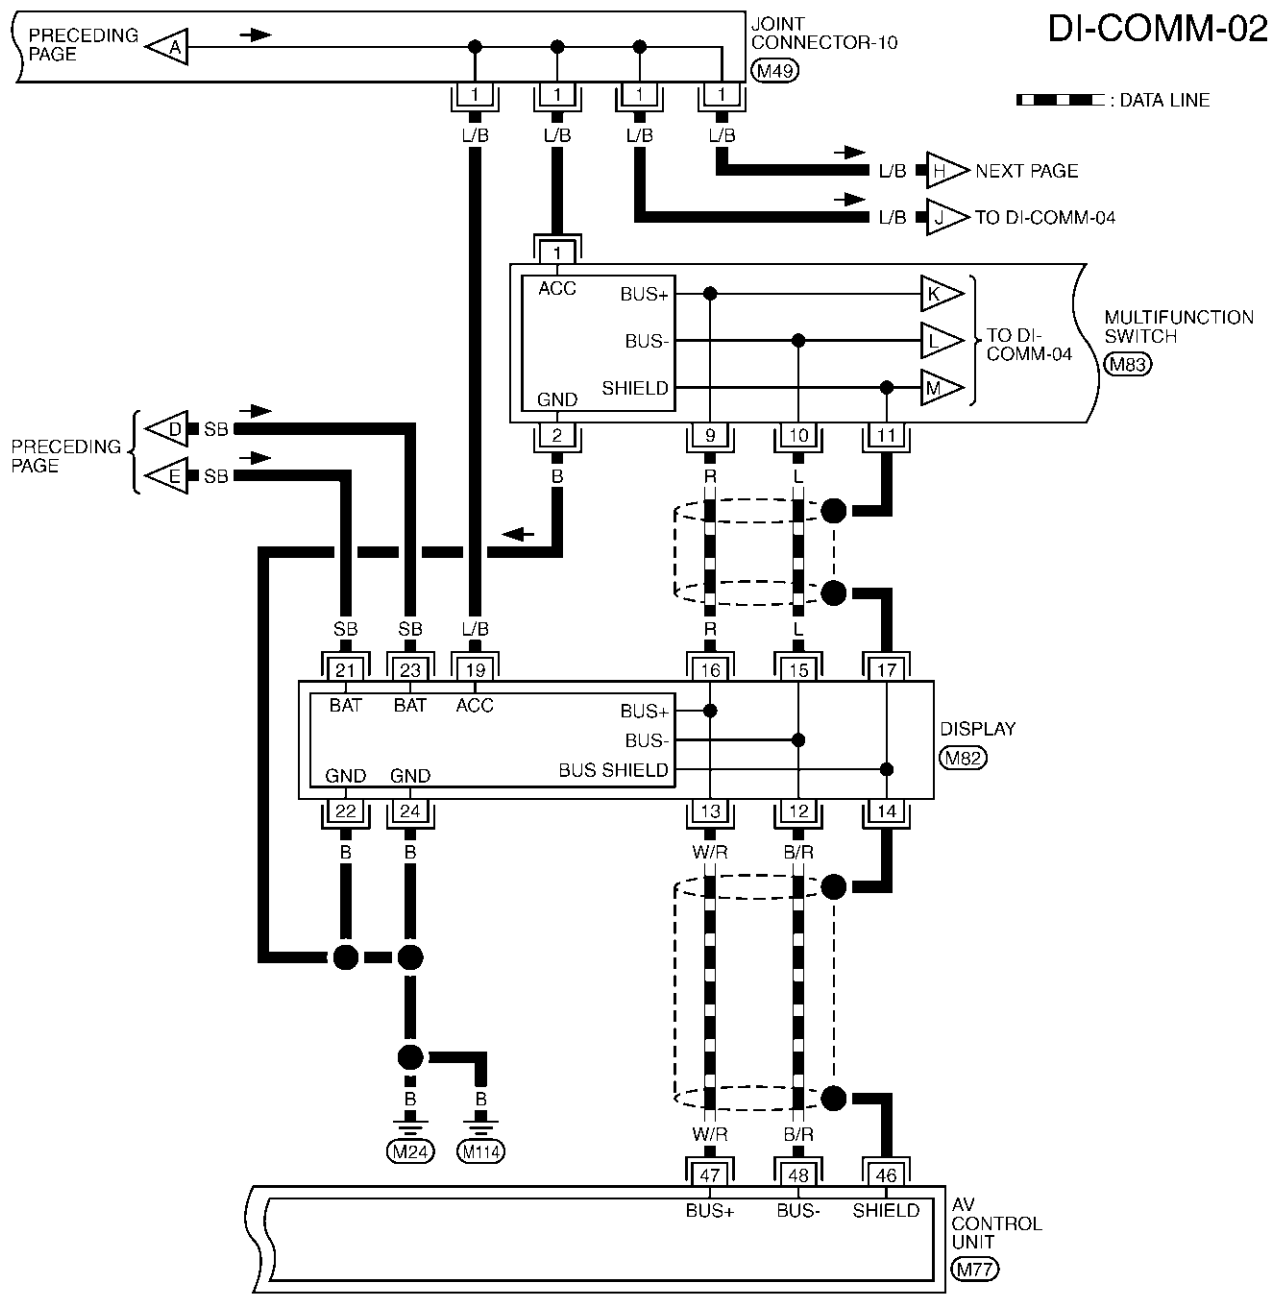 DI-COMM-02
PRECEDING
PAGE
A
JOINT
CONNECTOR-10
M49
: DATA LINE
1 1 1 1
L/B L/B L/B L/B
L/B H NEXT PAGE
L/B J TO DI-COMM-04
1
ACC
BUS+ K
BUS- L
SHIELD M
TO DI-
COMM-04
MULTIFUNCTION
SWITCH
M83
GND
2 9 10 11
B R L
PRECEDING
PAGE
D SB
E SB
SB SB L/B R L
21 23 19 16 15 17
BAT BAT ACC
BUS+
BUS-
BUS SHIELD
GND GND
DISPLAY
M82
22 24 13 12 14
B B W/R B/R
B B
M24 M114
W/R B/R
47 48 46
BUS+ BUS- SHIELD
AV
CONTROL
UNIT
M77